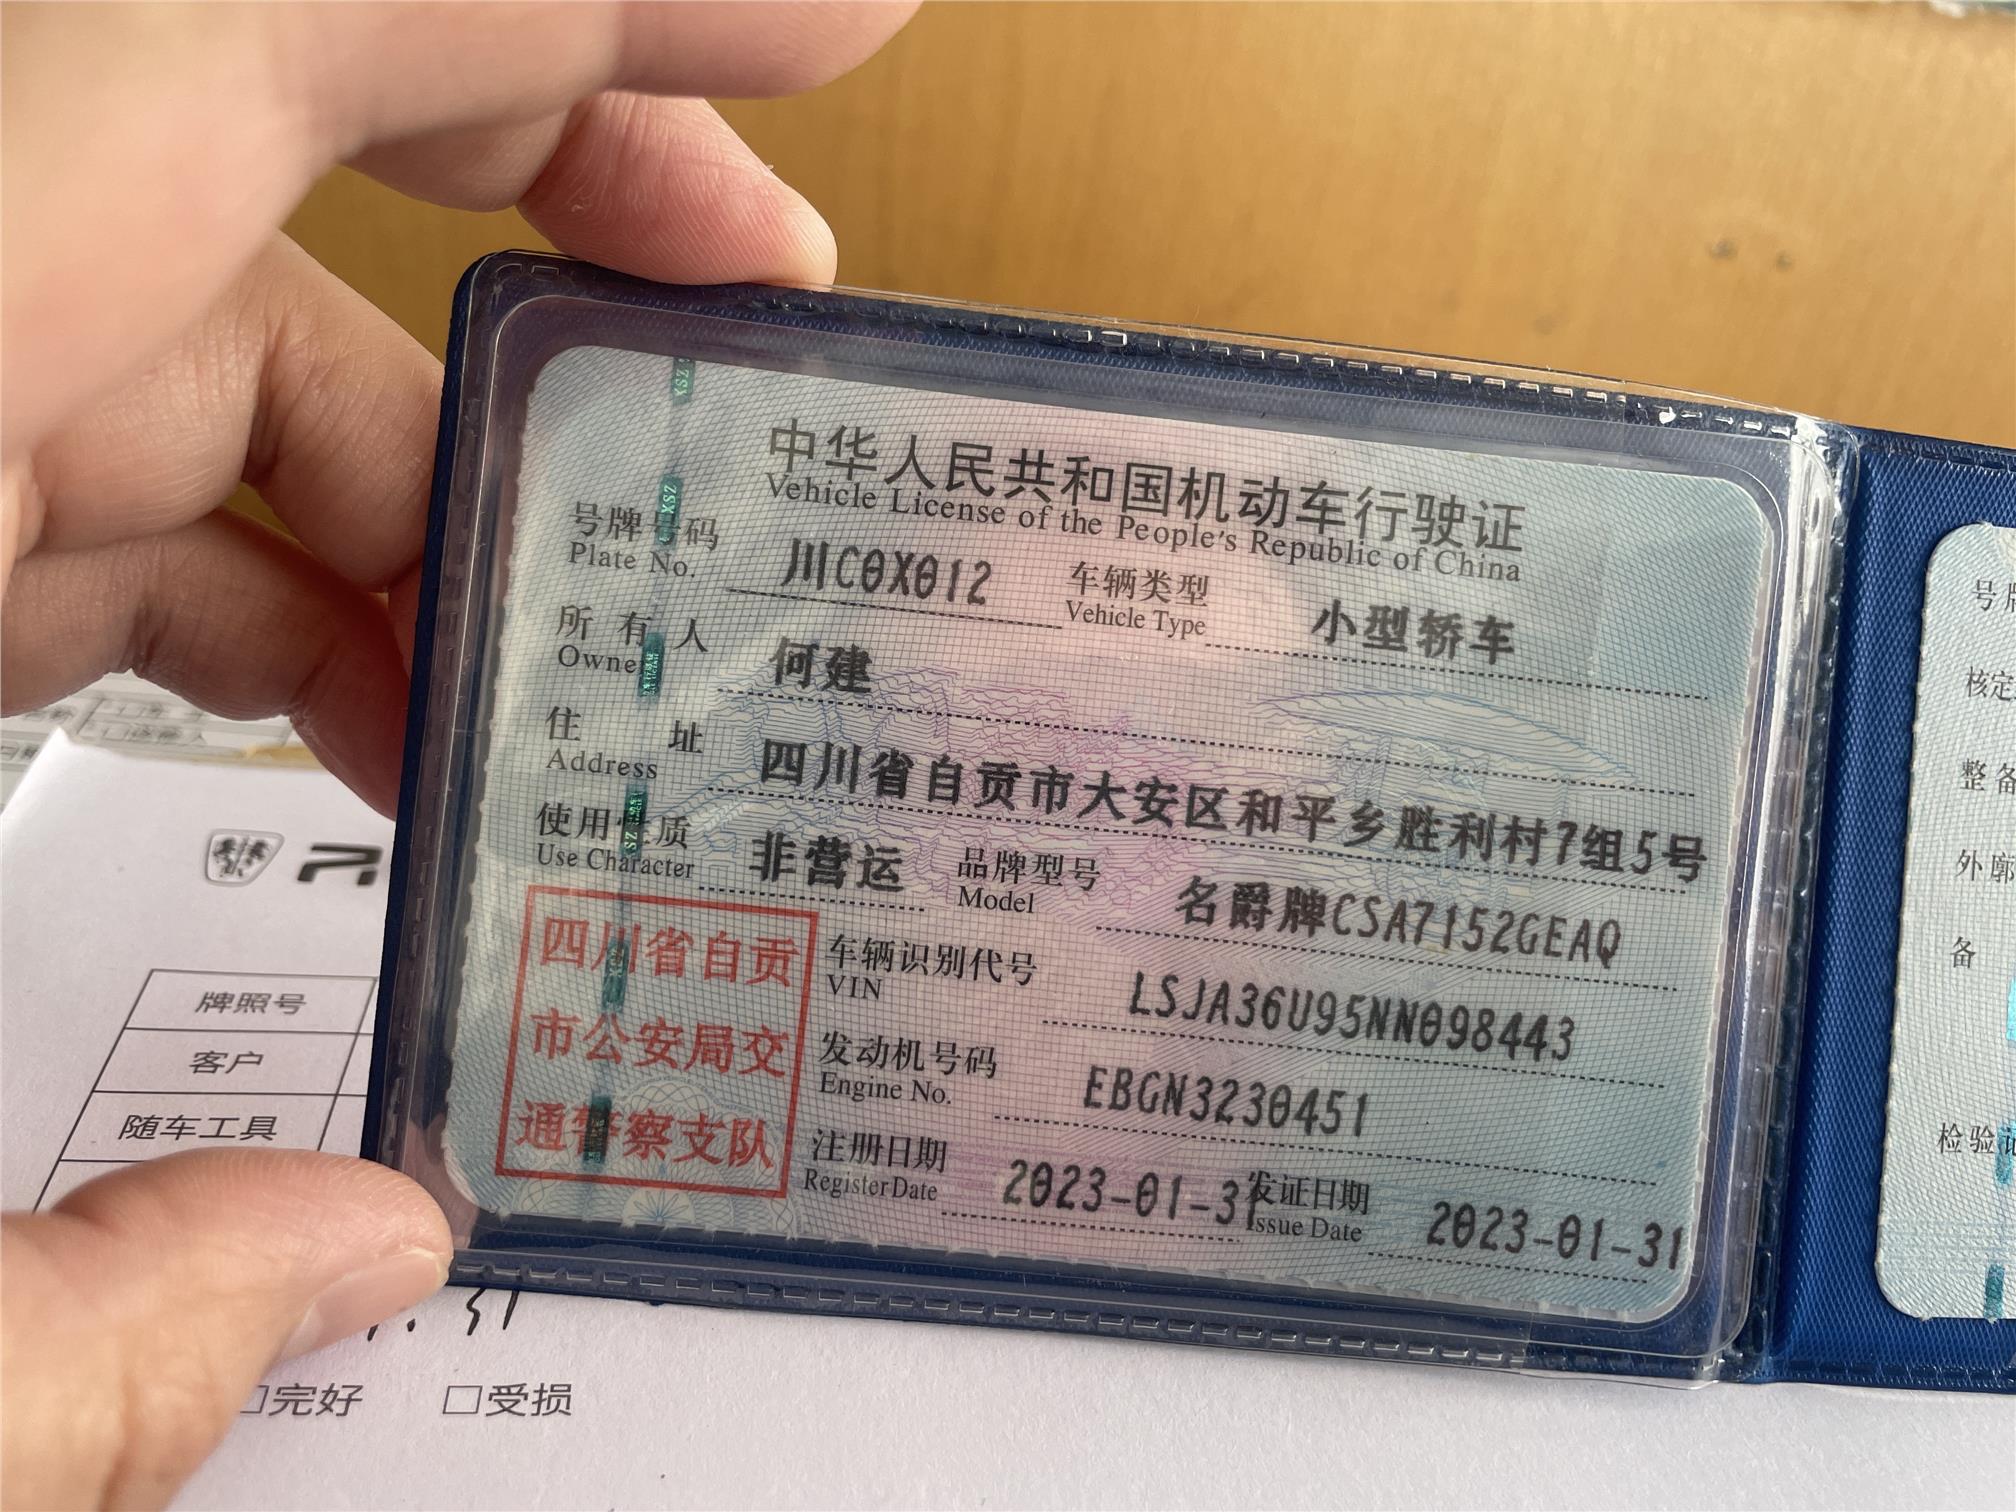 中华人民共和国机动车行驶证
Vehicle License of the People's Republic of China
号牌号码 川C0X012 车辆类型 小型轿车
Plate No. Vehicle Type
所有人 何建
Owner
住址 四川省自贡市大安区和平乡胜利村7组5号
Address
使用性质 非营运 品牌型号 名爵牌CSA7152GEAQ
Use Character Model
四川省自贡
市公安局交
通警察支队
车辆识别代号 LSJA36U95NN098443
VIN
发动机号码 EBGN3230451
Engine No.
注册日期 2023-01-31 发证日期 2023-01-31
Register Date Issue Date
XSZ
XSZ
号牌
核定
整备
外廓
备
检验记
牌照号
客户
随车工具
31
□完好 □受损